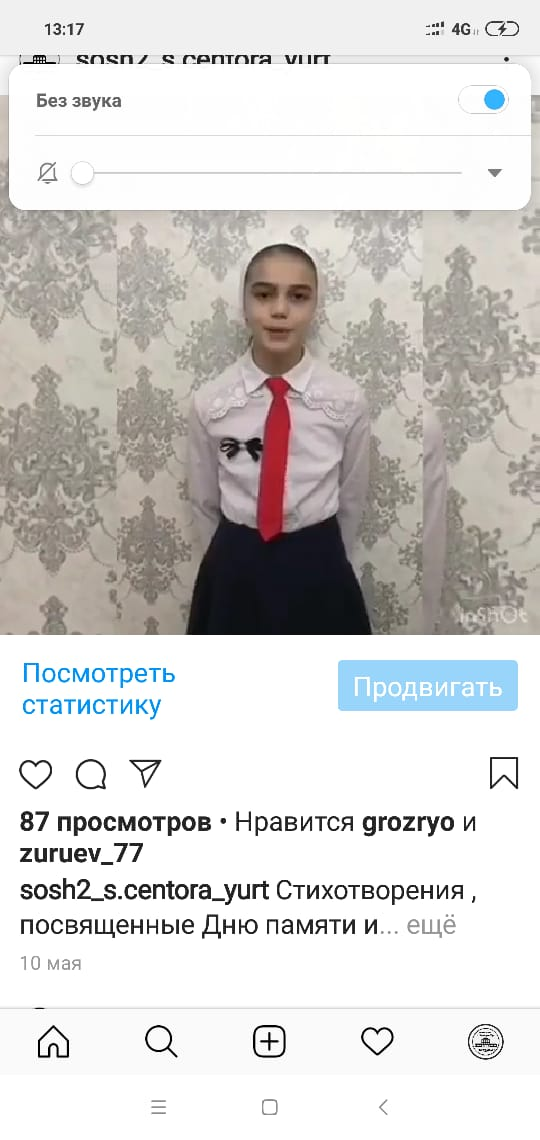 13:17
4G
sosh2_s.centora_yurt
Без звука
InSHOt
Посмотреть
статистику
Продвигать
87 просмотров • Нравится grozryo и
zuruev_77
sosh2_s.centora_yurt Стихотворения ,
посвященные Дню памяти и... ещё
10 мая